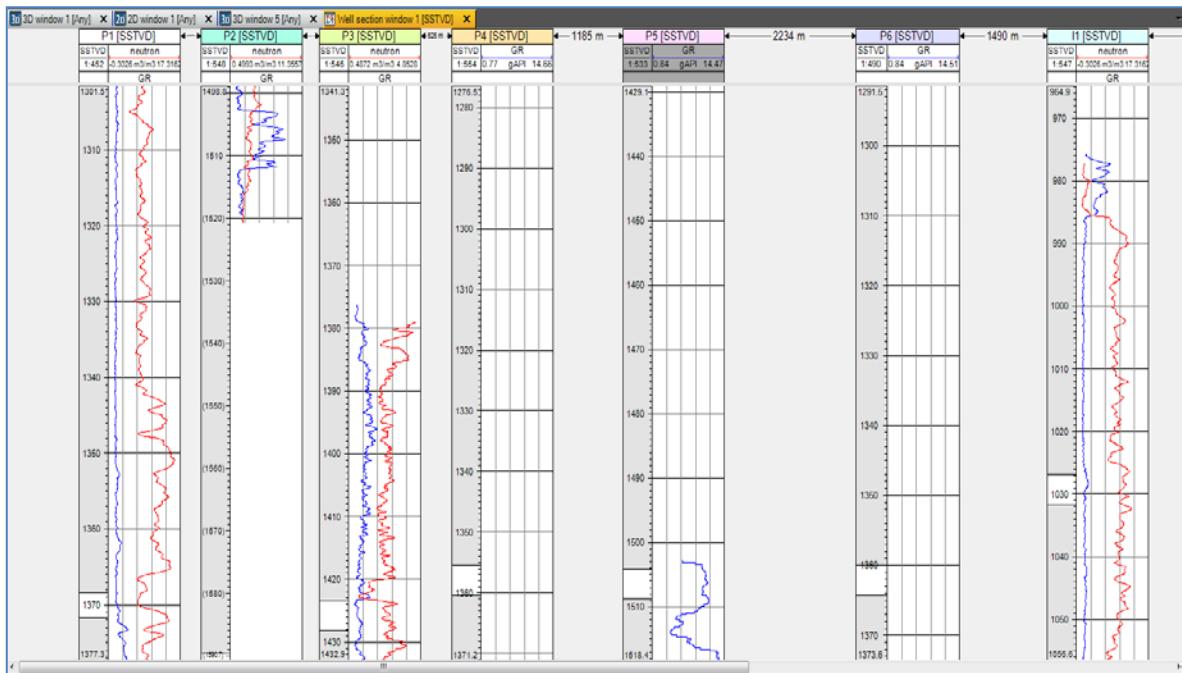 3D window 1 [Any] 2D window 1 [Any] 3D window 5 [Any] Well section window 1 [SSTVD]
P1 [SSTVD] P2 [SSTVD] P3 [SSTVD] P4 [SSTVD] 1185 m P5 [SSTVD] 2234 m P6 [SSTVD] 1490 m I1 [SSTVD]
SSTVD neutron SSTVD neutron SSTVD neutron SSTVD GR SSTVD GR SSTVD GR SSTVD neutron
1:452 -0.3026 m3/m3 17.3162 1:548 0.4993 m3/m3 11.3557 1:545 0.4872 m3/m3 4.8528 1:554 0.77 gAPI 14.66 1:533 0.84 gAPI 14.47 1:490 0.84 gAPI 14.51 1:547 -0.3026 m3/m3 17.3162
GR GR GR GR
1301.5 1498.8 1341.3 1276.5 1429.1 1291.5 964.9
1310 1510 (1520) (1530) (1540) (1550) (1560) (1570) (1580)
1320 1330 1340 1360 1370
1360 1370 1380 1390 1400 1410 1420 1430
1280 1290 1300 1310 1320 1330 1340 1350 1360
1440 1450 1460 1470 1480 1490 1500 1510
1300 1310 1320 1330 1340 1350 1360 1370
970 980 990 1000 1010 1020 1030 1040 1050
1377.3 1432.9 1371.2 1518.4 1373.6 1056.6